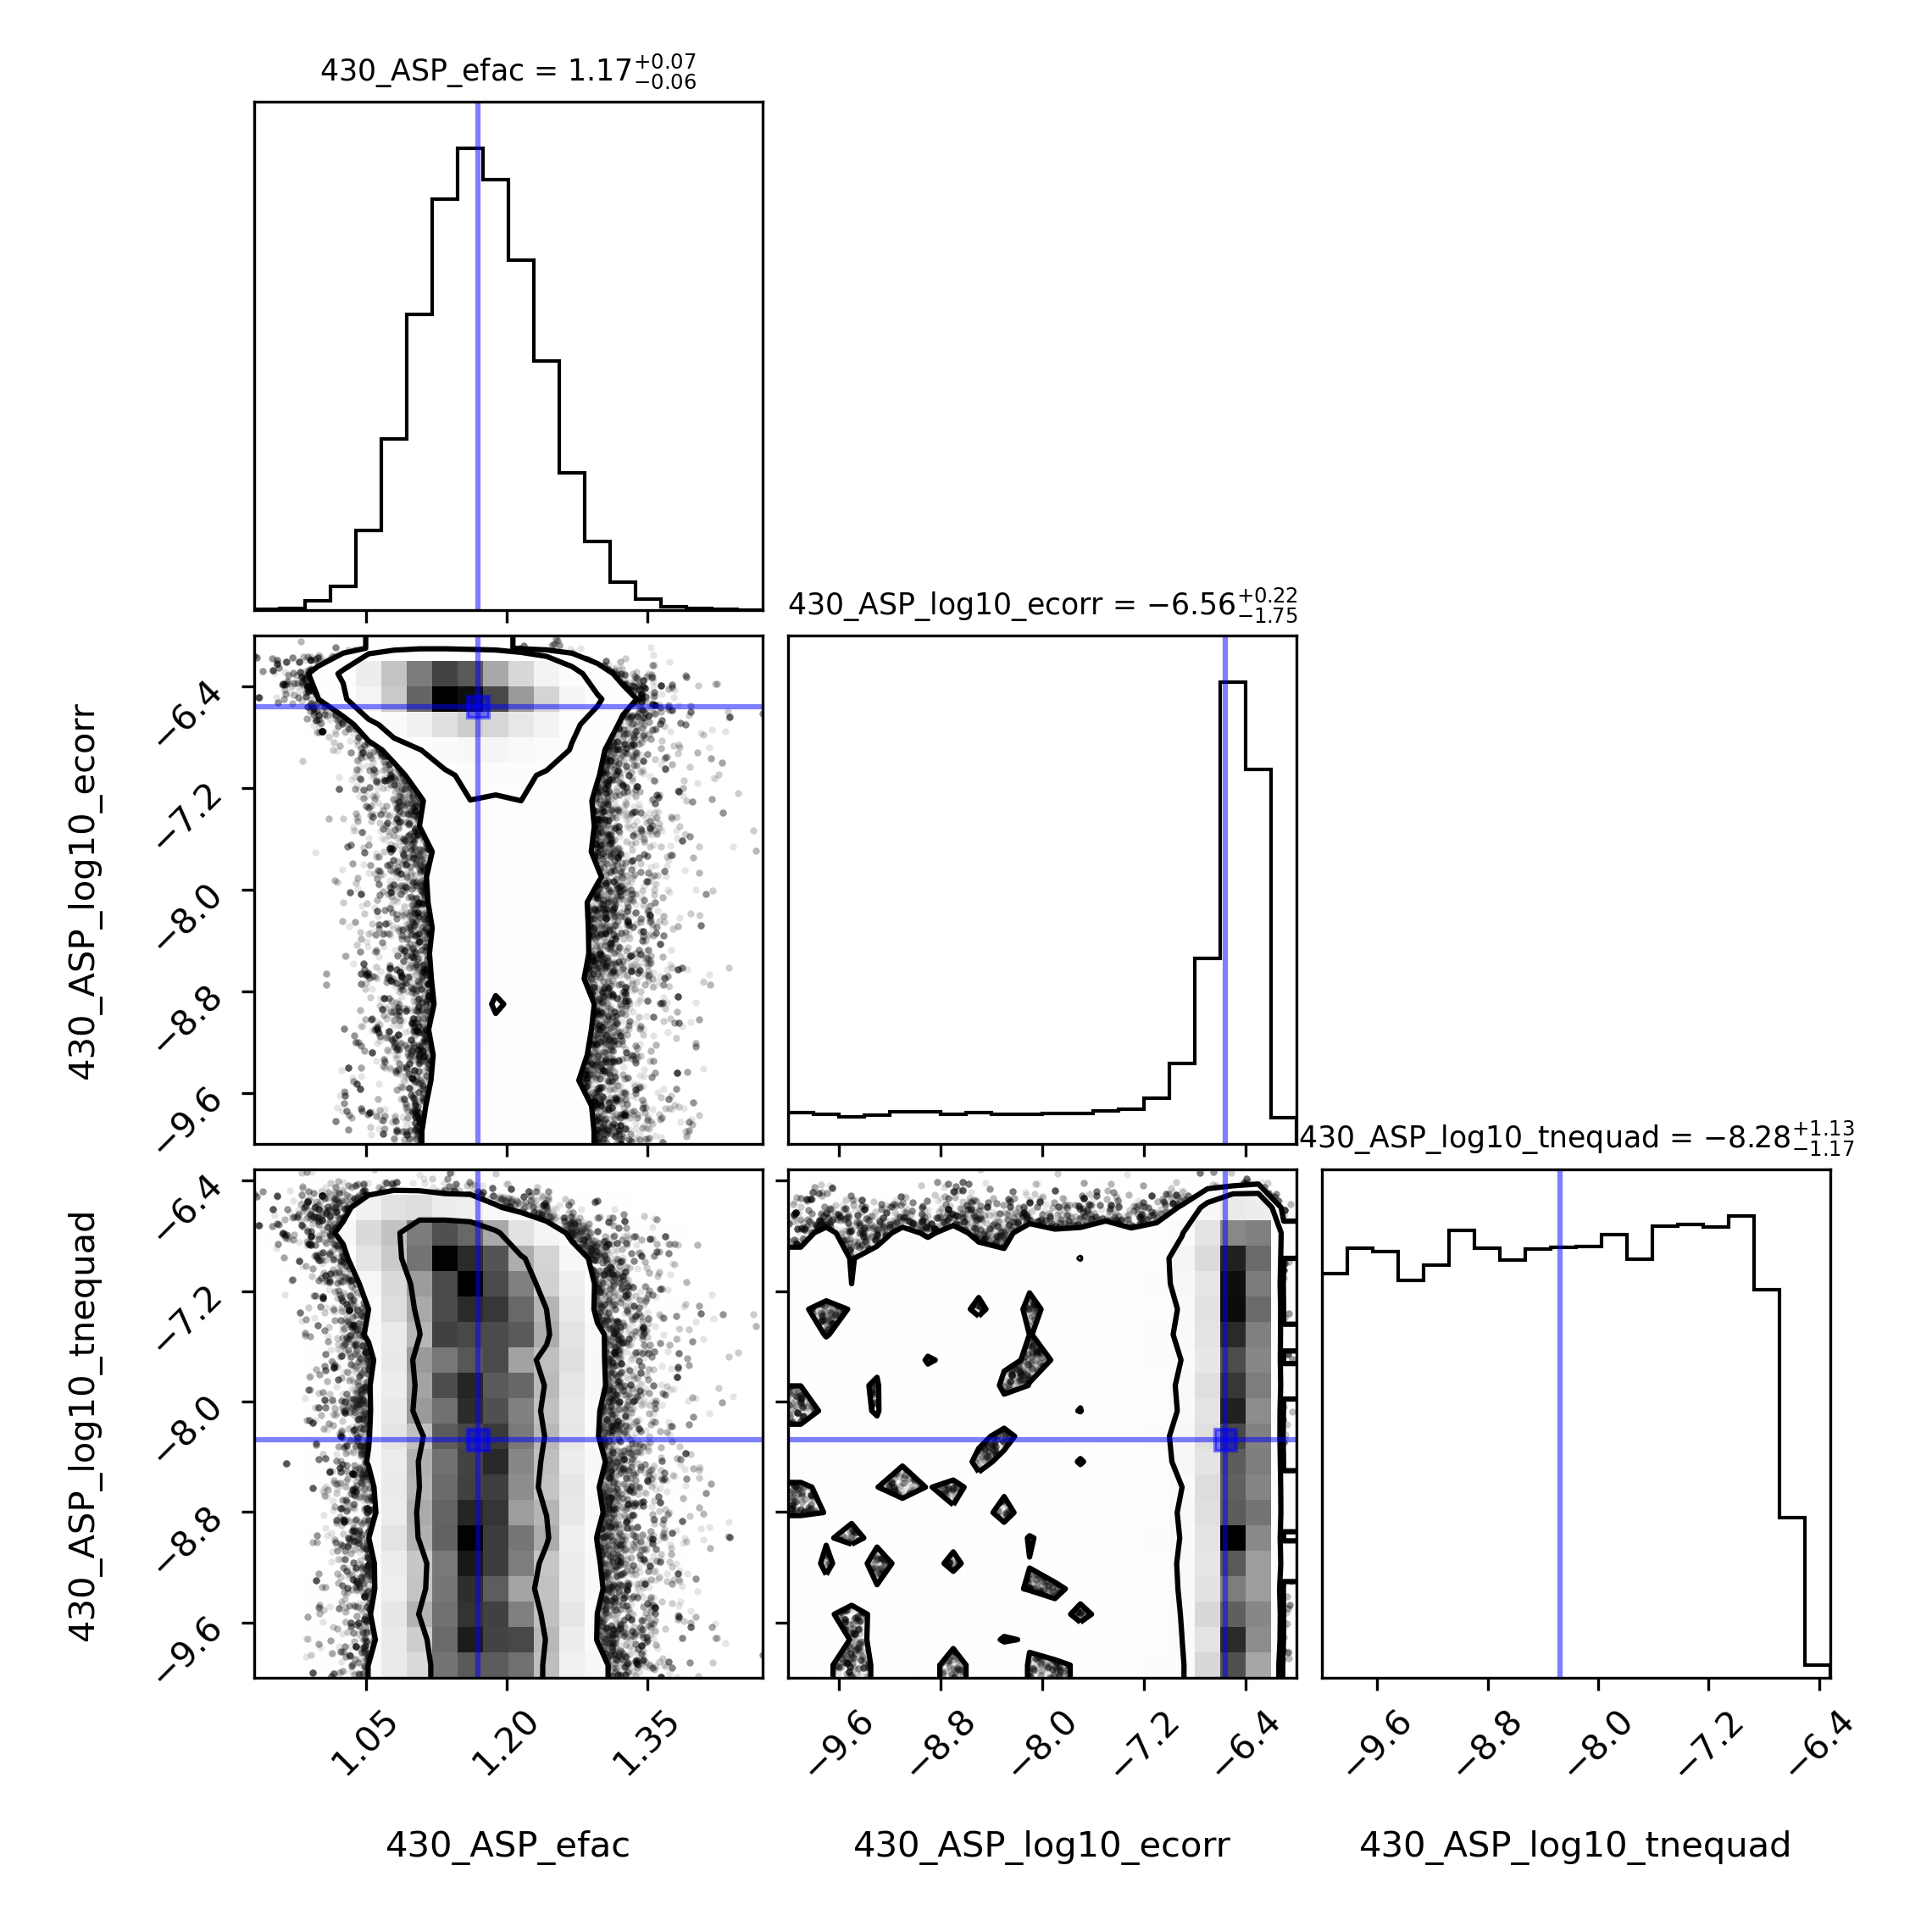 430_ASP_efac = 1.17 +0.07 −0.06
430_ASP_log10_ecorr = −6.56 +0.22 −1.75
430_ASP_log10_ecorr
−6.4
−7.2
−8.0
−8.8
−9.6
430_ASP_log10_tnequad = −8.28 +1.13 −1.17
430_ASP_log10_tnequad
−6.4
−7.2
−8.0
−8.8
−9.6
1.05 1.20 1.35
−9.6 −8.8 −8.0 −7.2 −6.4
−9.6 −8.8 −8.0 −7.2 −6.4
430_ASP_efac
430_ASP_log10_ecorr
430_ASP_log10_tnequad